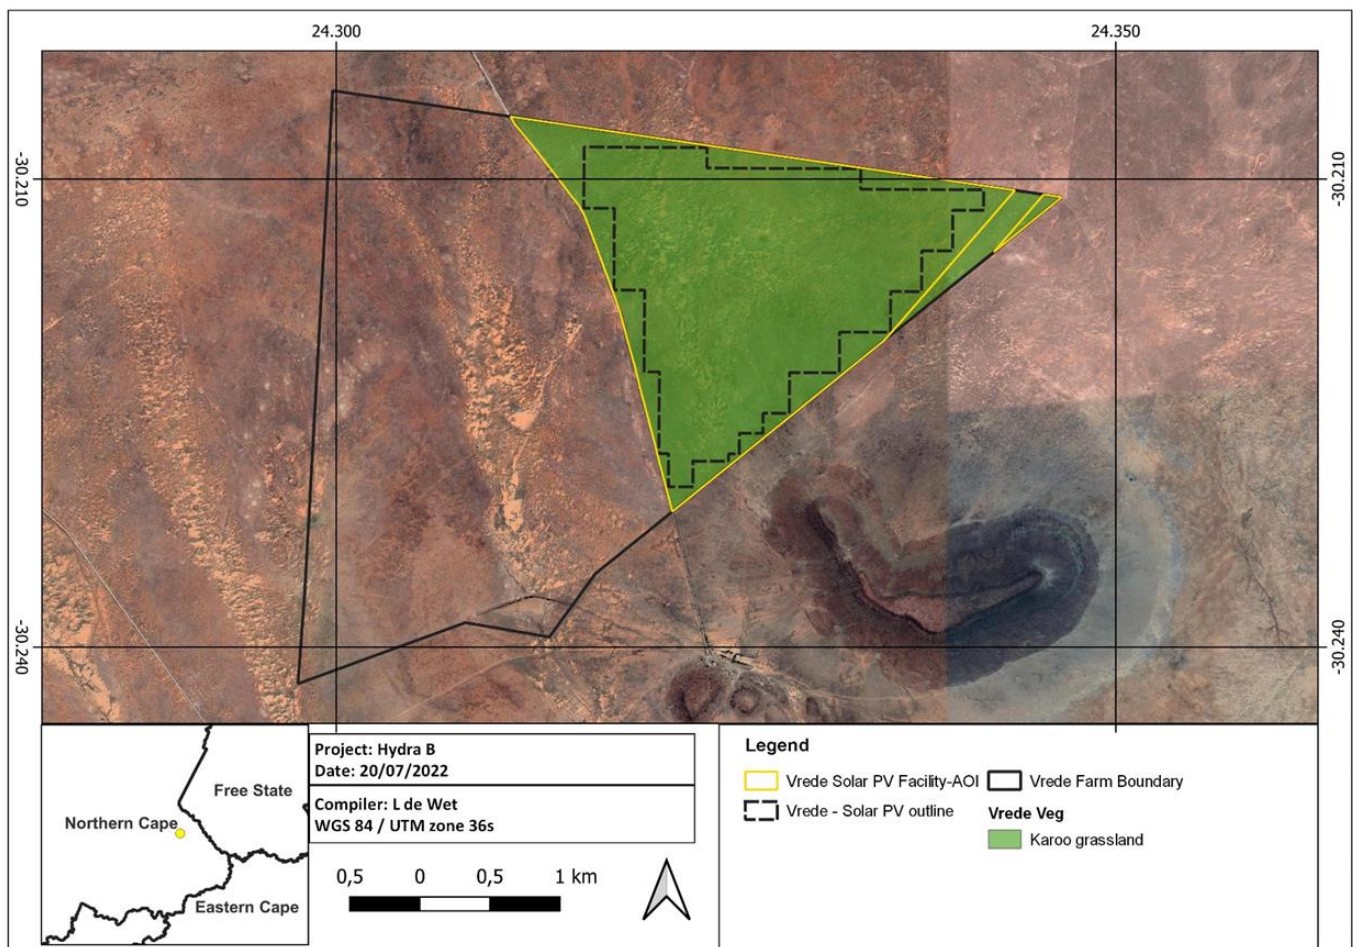 24.300
24.350
-30.210
-30.210
-30.240
-30.240
Free State
Northern Cape
Eastern Cape
Project: Hydra B
Date: 20/07/2022
Compiler: L de Wet
WGS 84 / UTM zone 36s
0,5 0 0,5 1 km
Legend
Vrede Solar PV Facility-AOI
Vrede - Solar PV outline
Vrede Farm Boundary
Vrede Veg
Karoo grassland